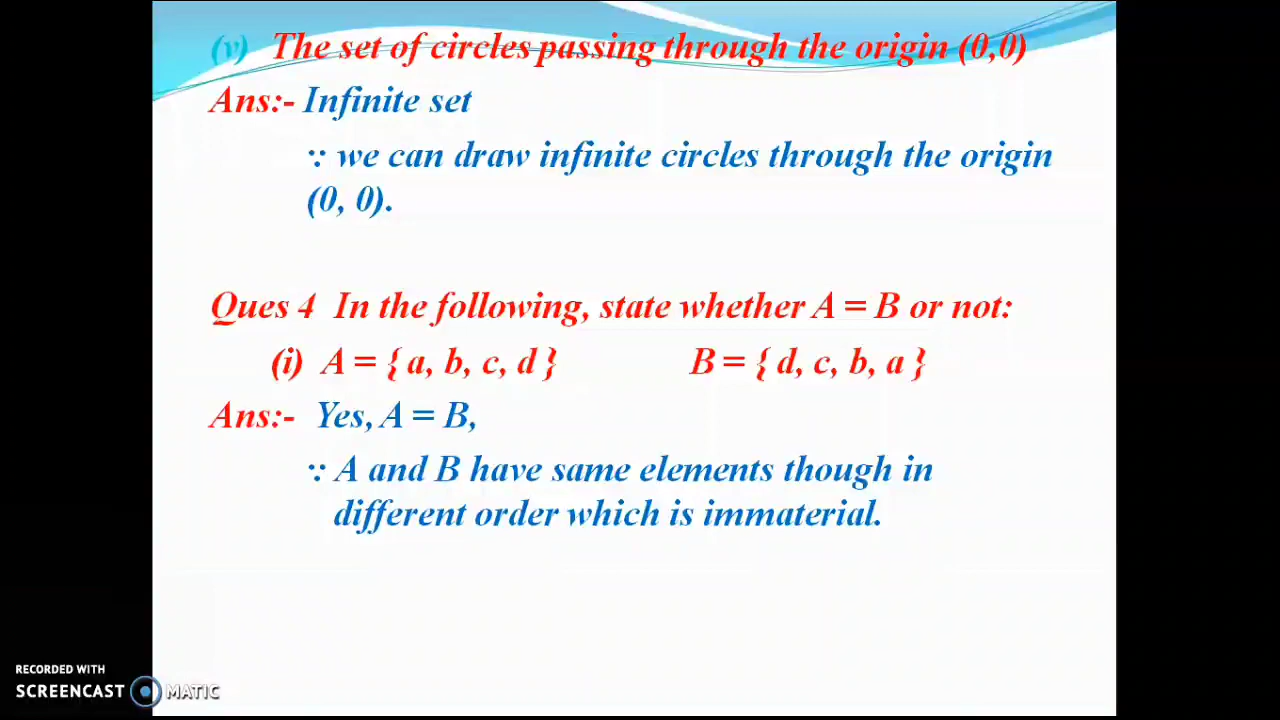 (v) The set of circles passing through the origin (0,0)
Ans:- Infinite set
∵ we can draw infinite circles through the origin
(0, 0).
Ques 4 In the following, state whether A = B or not:
(i) A = { a, b, c, d } B = { d, c, b, a }
Ans:- Yes, A = B,
∵ A and B have same elements though in
different order which is immaterial.
RECORDED WITH
SCREENCAST MATIC